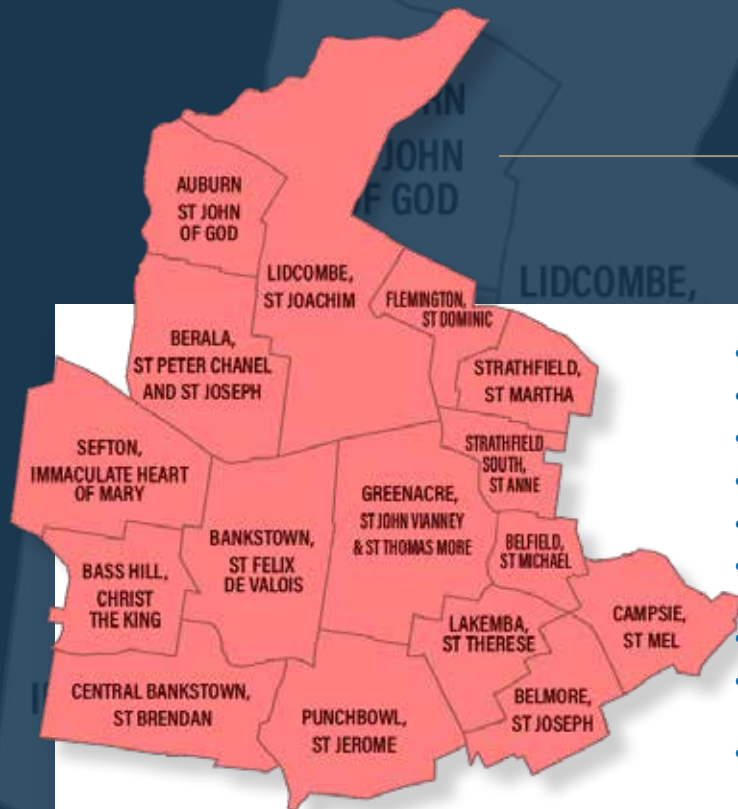 RN
JOHN
F GOD
LIDCOMBE,
AUBURN
ST JOHN
OF GOD
LIDCOMBE,
ST JOACHIM
FLEMINGTON,
ST DOMINIC
BERALA,
ST PETER CHANEL
AND ST JOSEPH
STRATHFIELD,
ST MARTHA
SEFTON,
IMMACULATE HEART
OF MARY
STRATHFIELD
SOUTH,
ST ANNE
GREENACRE,
ST JOHN VIANNEY
& ST THOMAS MORE
BANKSTOWN,
ST FELIX
DE VALOIS
BELFIELD,
ST MICHAEL
BASS HILL,
CHRIST
THE KING
LAKEMBA,
ST THERESE
CAMPSIE,
ST MEL
CENTRAL BANKSTOWN,
ST BRENDAN
PUNCHBOWL,
ST JEROME
BELMORE,
ST JOSEPH